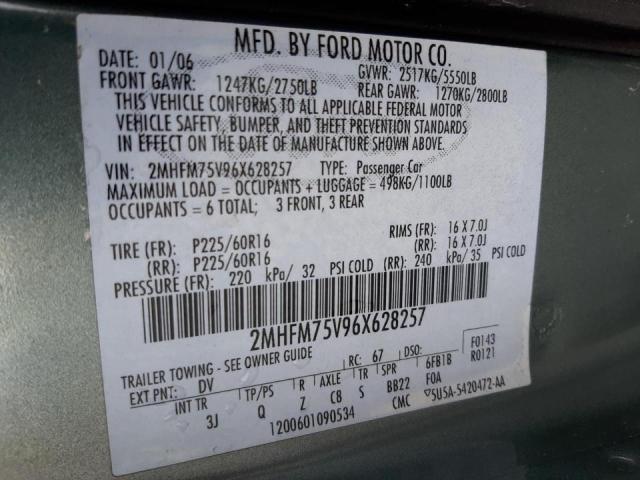 MFD. BY FORD MOTOR CO.
DATE: 01/06 GVWR: 2517KG/5550LB
FRONT GAWR: 1247KG/2750LB REAR GAWR: 1270KG/2800LB
THIS VEHICLE CONFORMS TO ALL APPLICABLE FEDERAL MOTOR
VEHICLE SAFETY, BUMPER, AND THEFT PREVENTION STANDARDS
IN EFFECT ON THE DATE OF MANUFACTURE SHOWN ABOVE.
VIN: 2MHFM75V96X628257 TYPE: Passenger Car
MAXIMUM LOAD = OCCUPANTS + LUGGAGE = 498KG/1100LB
OCCUPANTS = 6 TOTAL; 3 FRONT, 3 REAR
TIRE (FR): P225/60R16 RIMS (FR): 16 X 7.0J
(RR): P225/60R16 (RR): 16 X 7.0J
PRESSURE (FR): 220 kPa/ 32 PSI COLD (RR): 240 kPa/ 35 PSI COLD
2MHFM75V96X628257
TRAILER TOWING - SEE OWNER GUIDE RC: 67 DSO: F0143
EXT PNT: DV 6FB1B R0121
INT TR TP/PS R AXLE TR SPR F0A
3J Q Z CB S BB22 CMC ▽5U5A-5420472-AA
1200601090534